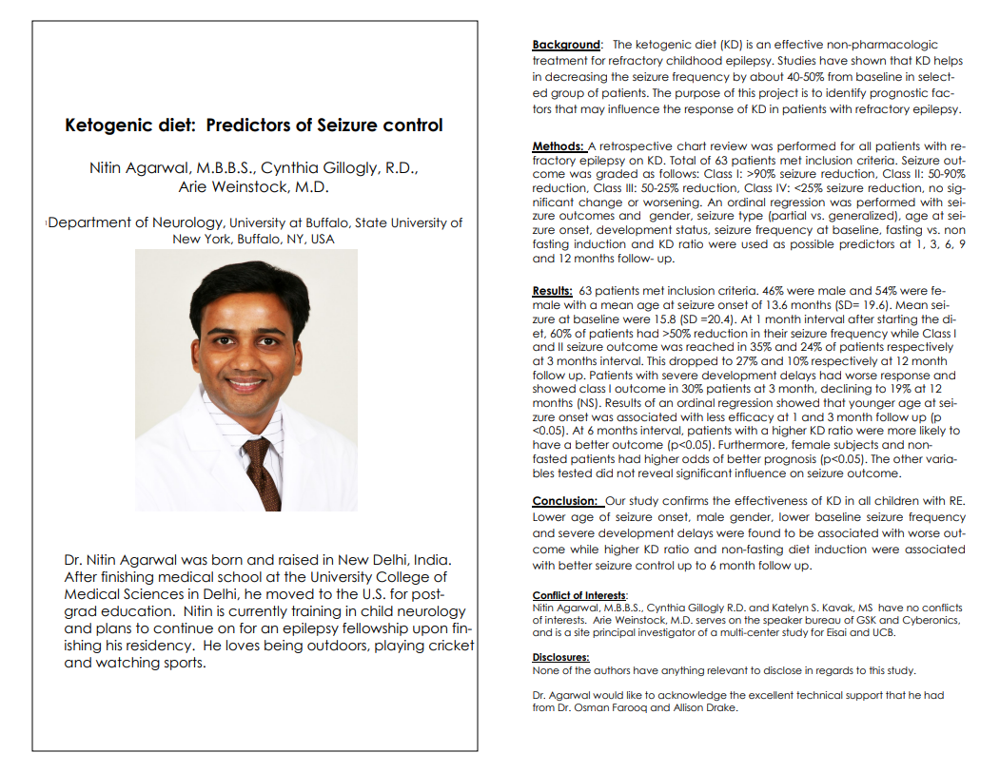 Ketogenic diet:  Predictors of Seizure control
Nitin Agarwal, M.B.B.S., Cynthia Gillogly, R.D.,
Arie Weinstock, M.D.
Department of Neurology, University at Buffalo, State University of
New York, Buffalo, NY, USA
Dr. Nitin Agarwal was born and raised in New Delhi, India.
After finishing medical school at the University College of
Medical Sciences in Delhi, he moved to the U.S. for post-
grad education.  Nitin is currently training in child neurology
and plans to continue on for an epilepsy fellowship upon fin-
ishing his residency.  He loves being outdoors, playing cricket
and watching sports.
Background:   The ketogenic diet (KD) is an effective non-pharmacologic
treatment for refractory childhood epilepsy. Studies have shown that KD helps
in decreasing the seizure frequency by about 40-50% from baseline in select-
ed group of patients. The purpose of this project is to identify prognostic fac-
tors that may influence the response of KD in patients with refractory epilepsy.
Methods: A retrospective chart review was performed for all patients with re-
fractory epilepsy on KD. Total of 63 patients met inclusion criteria. Seizure out-
come was graded as follows: Class I: >90% seizure reduction, Class II: 50-90%
reduction, Class III: 50-25% reduction, Class IV: <25% seizure reduction, no sig-
nificant change or worsening. An ordinal regression was performed with sei-
zure outcomes and  gender, seizure type (partial vs. generalized), age at sei-
zure onset, development status, seizure frequency at baseline, fasting vs. non
fasting induction and KD ratio were used as possible predictors at 1, 3, 6, 9
and 12 months follow- up.
Results:  63 patients met inclusion criteria. 46% were male and 54% were fe-
male with a mean age at seizure onset of 13.6 months (SD= 19.6). Mean sei-
zure at baseline were 15.8 (SD =20.4). At 1 month interval after starting the di-
et, 60% of patients had >50% reduction in their seizure frequency while Class I
and II seizure outcome was reached in 35% and 24% of patients respectively
at 3 months interval. This dropped to 27% and 10% respectively at 12 month
follow up. Patients with severe development delays had worse response and
showed class I outcome in 30% patients at 3 month, declining to 19% at 12
months (NS). Results of an ordinal regression showed that younger age at sei-
zure onset was associated with less efficacy at 1 and 3 month follow up (p
<0.05). At 6 months interval, patients with a higher KD ratio were more likely to
have a better outcome (p<0.05). Furthermore, female subjects and non-
fasted patients had higher odds of better prognosis (p<0.05). The other varia-
bles tested did not reveal significant influence on seizure outcome.
Conclusion:  Our study confirms the effectiveness of KD in all children with RE.
Lower age of seizure onset, male gender, lower baseline seizure frequency
and severe development delays were found to be associated with worse out-
come while higher KD ratio and non-fasting diet induction were associated
with better seizure control up to 6 month follow up.
Conflict of Interests:
Nitin Agarwal, M.B.B.S., Cynthia Gillogly R.D. and Katelyn S. Kavak, MS  have no conflicts
of interests.  Arie Weinstock, M.D. serves on the speaker bureau of GSK and Cyberonics,
and is a site principal investigator of a multi-center study for Eisai and UCB.
Disclosures:
None of the authors have anything relevant to disclose in regards to this study.
Dr. Agarwal would like to acknowledge the excellent technical support that he had
from Dr. Osman Farooq and Allison Drake.